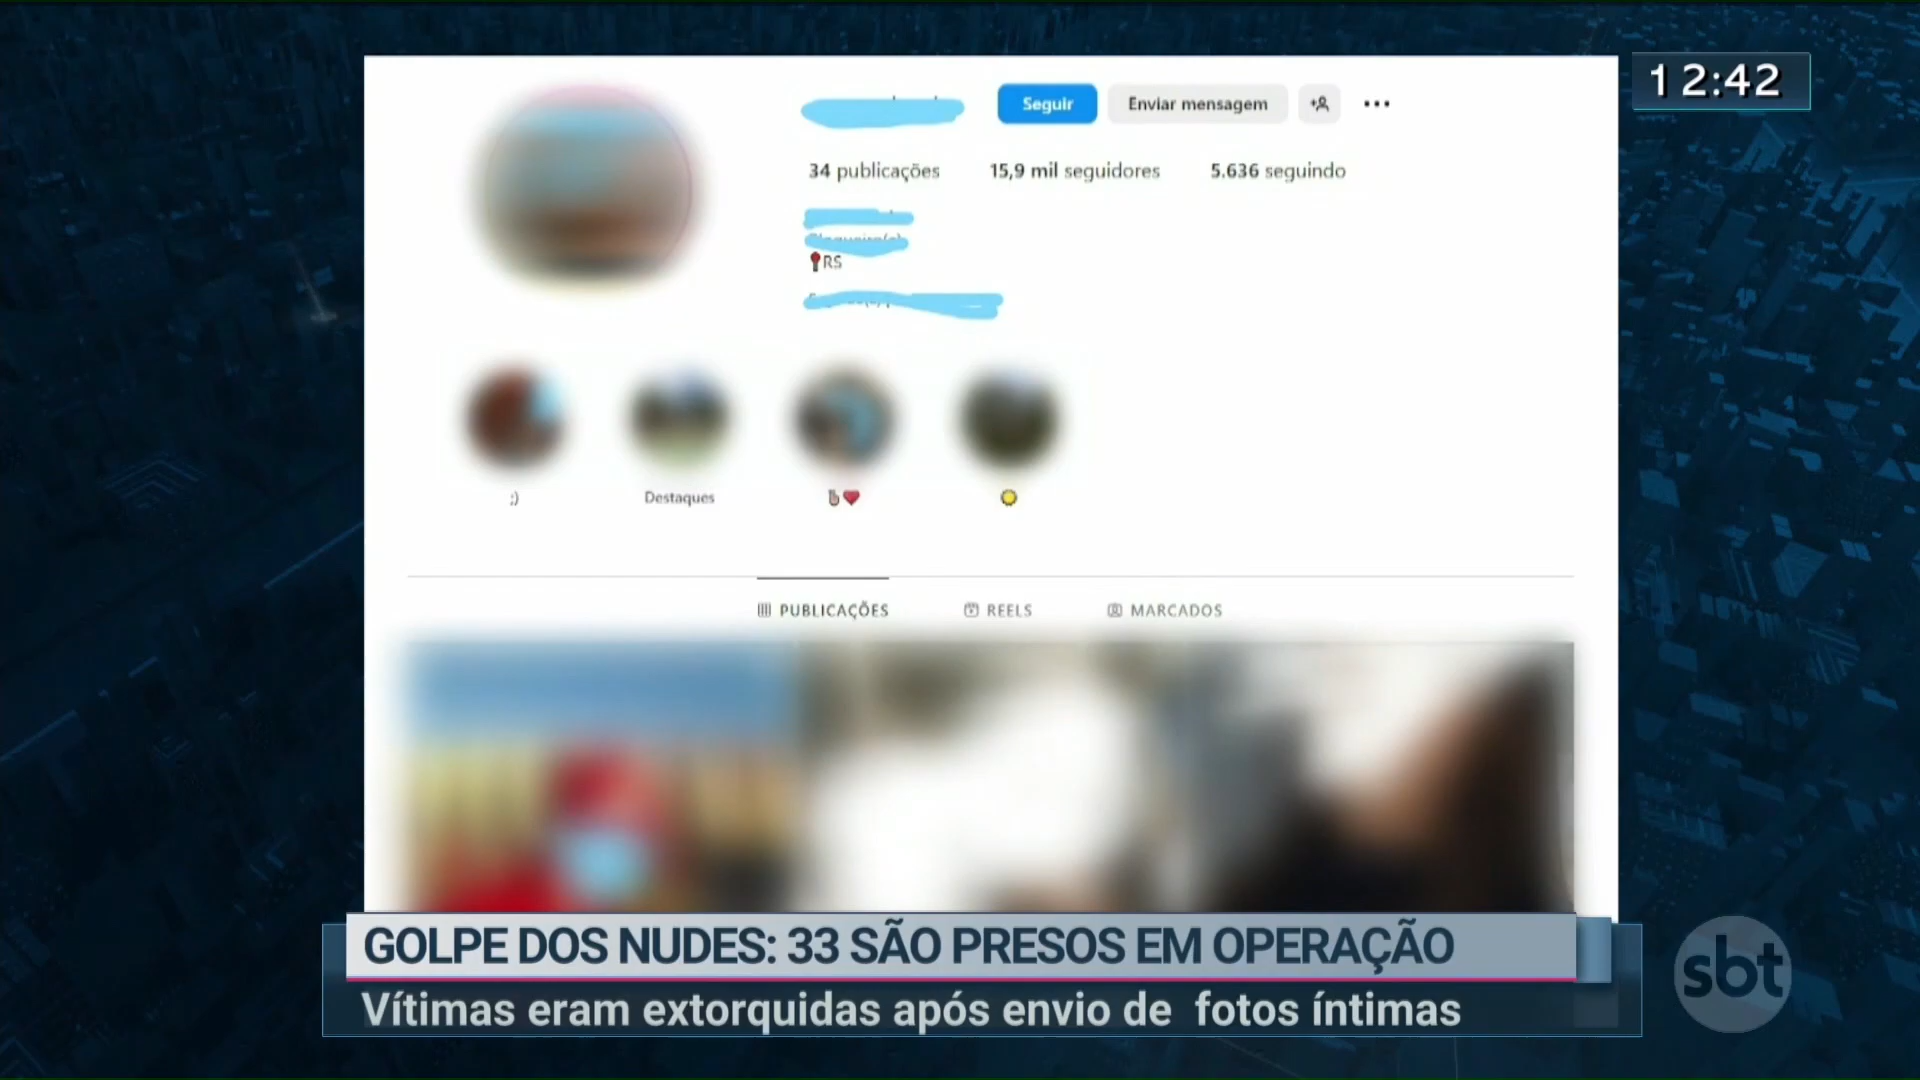 12:42
Seguir
Enviar mensagem
34 publicações
15,9 mil seguidores
5.636 seguindo
RS
;)
Destaques
PUBLICAÇÕES
REELS
MARCADOS
GOLPE DOS NUDES: 33 SÃO PRESOS EM OPERAÇÃO
Vítimas eram extorquidas após envio de fotos íntimas
sbt